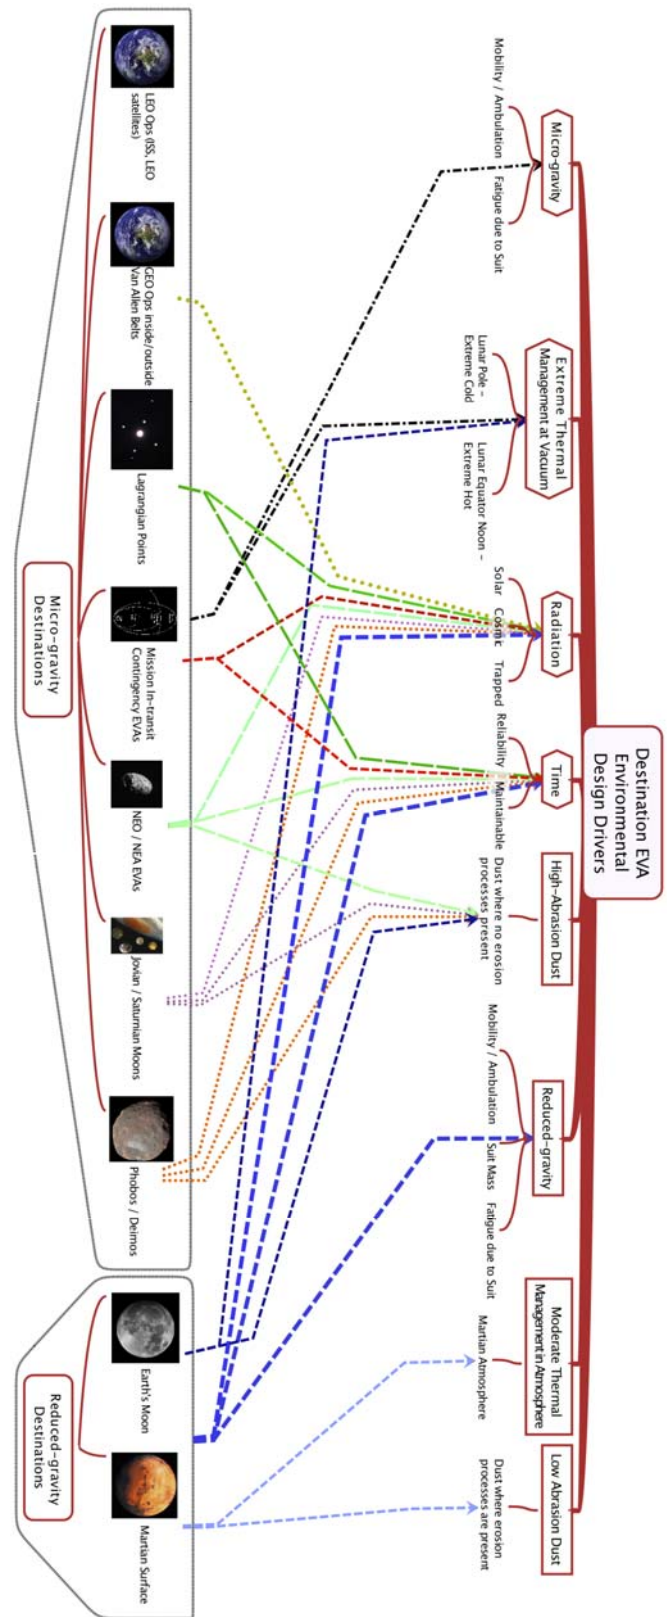 Destination EVA
Environmental
Design Drivers
Micro-gravity
Mobility / Ambulation
Fatigue due to Suit
Extreme Thermal
Management at Vacuum
Lunar Pole –
Extreme Cold
Lunar Equator Noon –
Extreme Hot
Radiation
Solar
Cosmic
Trapped
Time
Reliability
Maintainable
High-Abrasion Dust
Dust where no erosion
processes present
Reduced-gravity
Mobility / Ambulation
Suit Mass
Fatigue due to Suit
Moderate Thermal
Management in Atmosphere
Martian Atmosphere
Low Abrasion Dust
Dust where erosion
processes are present
LEO Ops (ISS, LEO
satellites)
GEO Ops inside/outside
Van Allen Belts
Lagrangian Points
Mission In-transit
Contingency EVAs
NEO / NEA EVAs
Jovian / Saturnian Moons
Phobos / Deimos
Earth's Moon
Martian Surface
Micro-gravity
Destinations
Reduced-gravity
Destinations